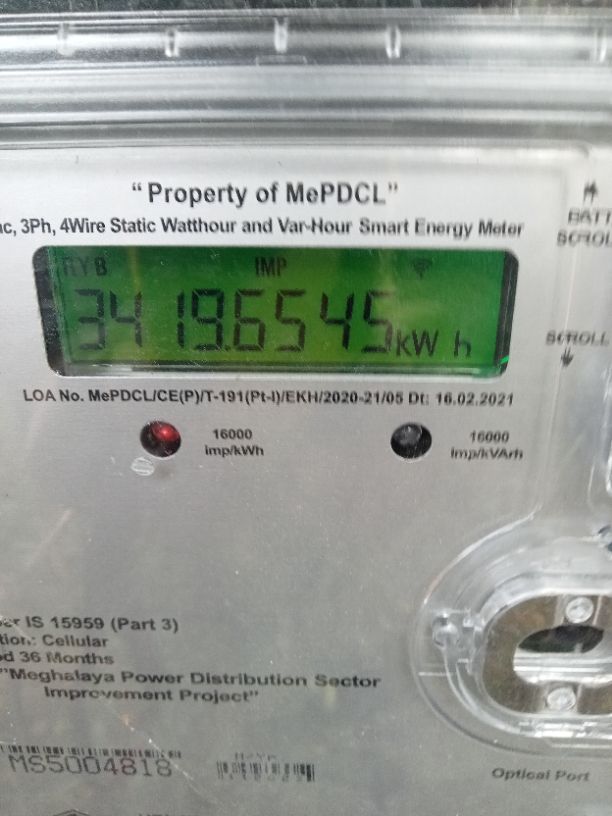 "Property of MePDCL"
ac, 3Ph, 4Wire Static Watthour and Var-Hour Smart Energy Meter
BATT
SCROL
RYB IMP
3419.6545kW h
SCROLL
LOA No. MePDCL/CE(P)/T-191(Pt-I)/EKH/2020-21/05 Dt: 16.02.2021
16000
imp/kWh
16000
imp/kVArh
er IS 15959 (Part 3)
tion: Cellular
od 36 Months
"Meghalaya Power Distribution Sector
Improvement Project"
MS5004818
Optical Port